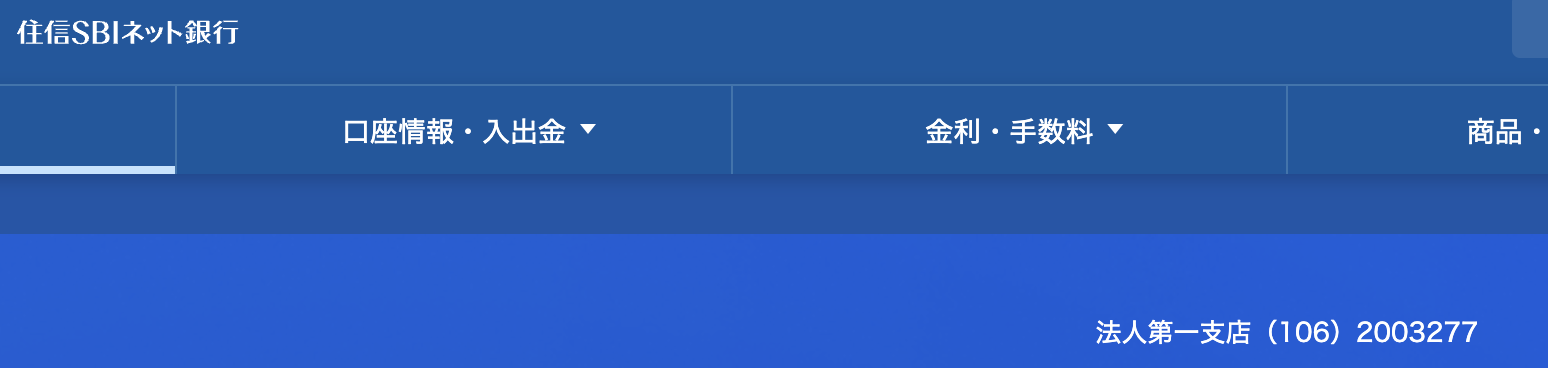 住信SBIネット銀行
口座情報・入出金 ▼ 金利・手数料 ▼ 商品・
法人第一支店（106）2003277